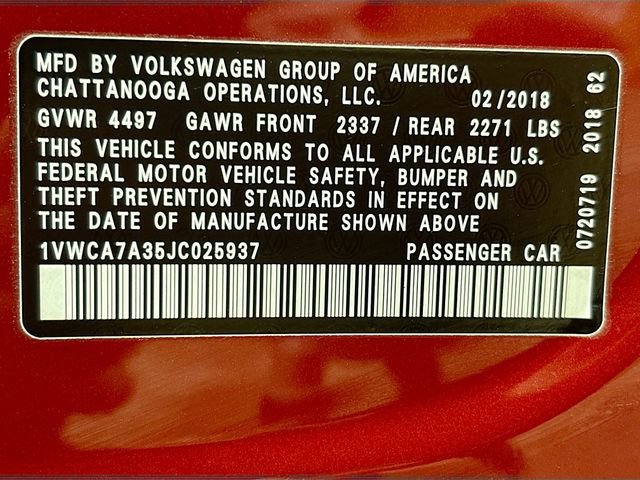 MFD BY VOLKSWAGEN GROUP OF AMERICA
CHATTANOOGA OPERATIONS, LLC. 02/2018
GVWR 4497 GAWR FRONT 2337 / REAR 2271 LBS
THIS VEHICLE CONFORMS TO ALL APPLICABLE U.S.
FEDERAL MOTOR VEHICLE SAFETY, BUMPER AND
THEFT PREVENTION STANDARDS IN EFFECT ON
THE DATE OF MANUFACTURE SHOWN ABOVE
1VWCA7A35JC025937 PASSENGER CAR
0720719 2018 62